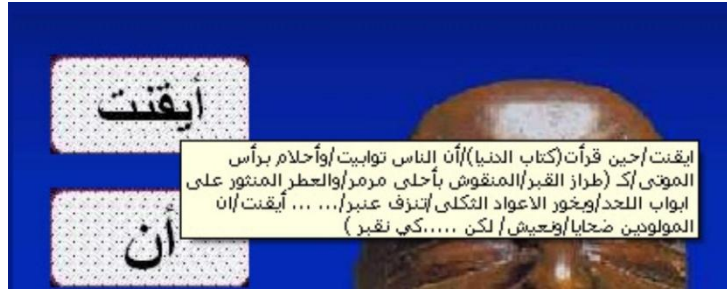 أيقنت
ايقنت/حين قرأت(كتاب الدنيا)/أن الناس توابيت/وأحلام برأس
الموتى/كـ (طراز القبر/المنقوش بأحلى مرمر/والعطر المنثور على
ابواب اللحد/وبخور الاعواد الثكلى/تنزف عنبر/... ... أيقنت/ان
المولودين ضحايا/ونعيش/ لكن .....كي نقبر )
أن